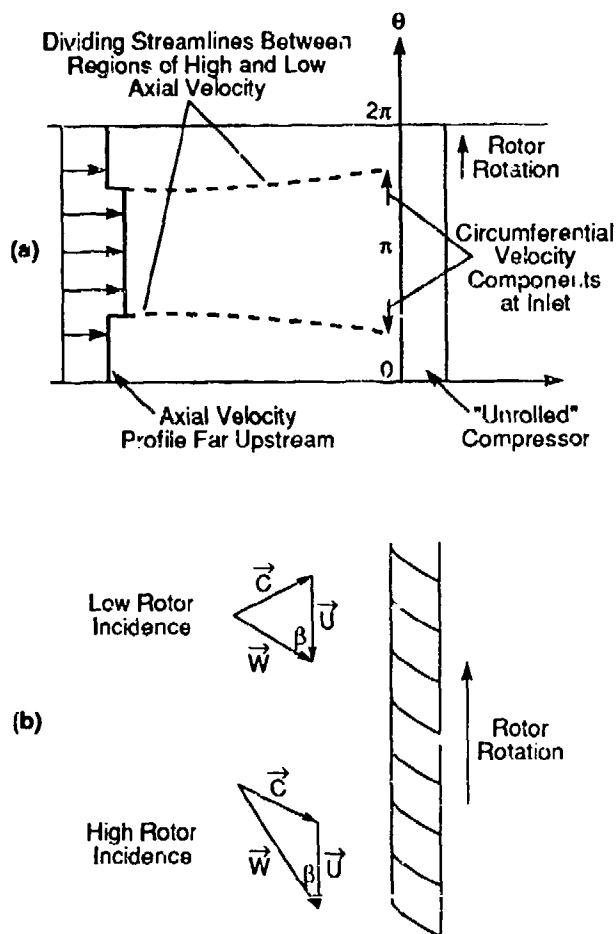 Dividing Streamlines Between
Regions of High and Low
Axial Velocity
θ
2π
Rotor
Rotation
(a)
π
Circumferential
Velocity
Components
at Inlet
0
Axial Velocity
Profile Far Upstream
"Unrolled"
Compressor
Low Rotor
Incidence
C
U
β
W
(b)
Rotor
Rotation
High Rotor
Incidence
C
W
β
U